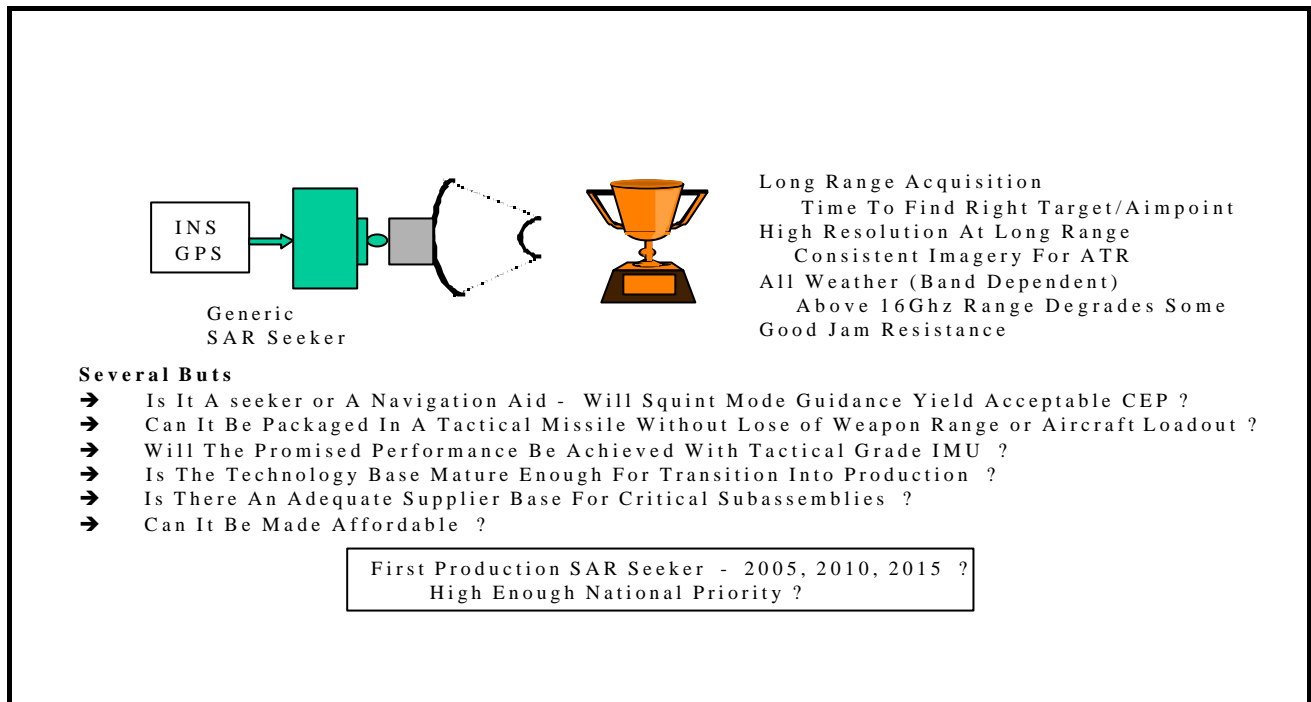 INS
GPS
Generic
SAR Seeker
Long Range Acquisition
Time To Find Right Target/Aimpoint
High Resolution At Long Range
Consistent Imagery For ATR
All Weather (Band Dependent)
Above 16Ghz Range Degrades Some
Good Jam Resistance
Several Buts
➔ Is It A seeker or A Navigation Aid - Will Squint Mode Guidance Yield Acceptable CEP ?
➔ Can It Be Packaged In A Tactical Missile Without Lose of Weapon Range or Aircraft Loadout ?
➔ Will The Promised Performance Be Achieved With Tactical Grade IMU ?
➔ Is The Technology Base Mature Enough For Transition Into Production ?
➔ Is There An Adequate Supplier Base For Critical Subassemblies ?
➔ Can It Be Made Affordable ?
First Production SAR Seeker - 2005, 2010, 2015 ?
High Enough National Priority ?